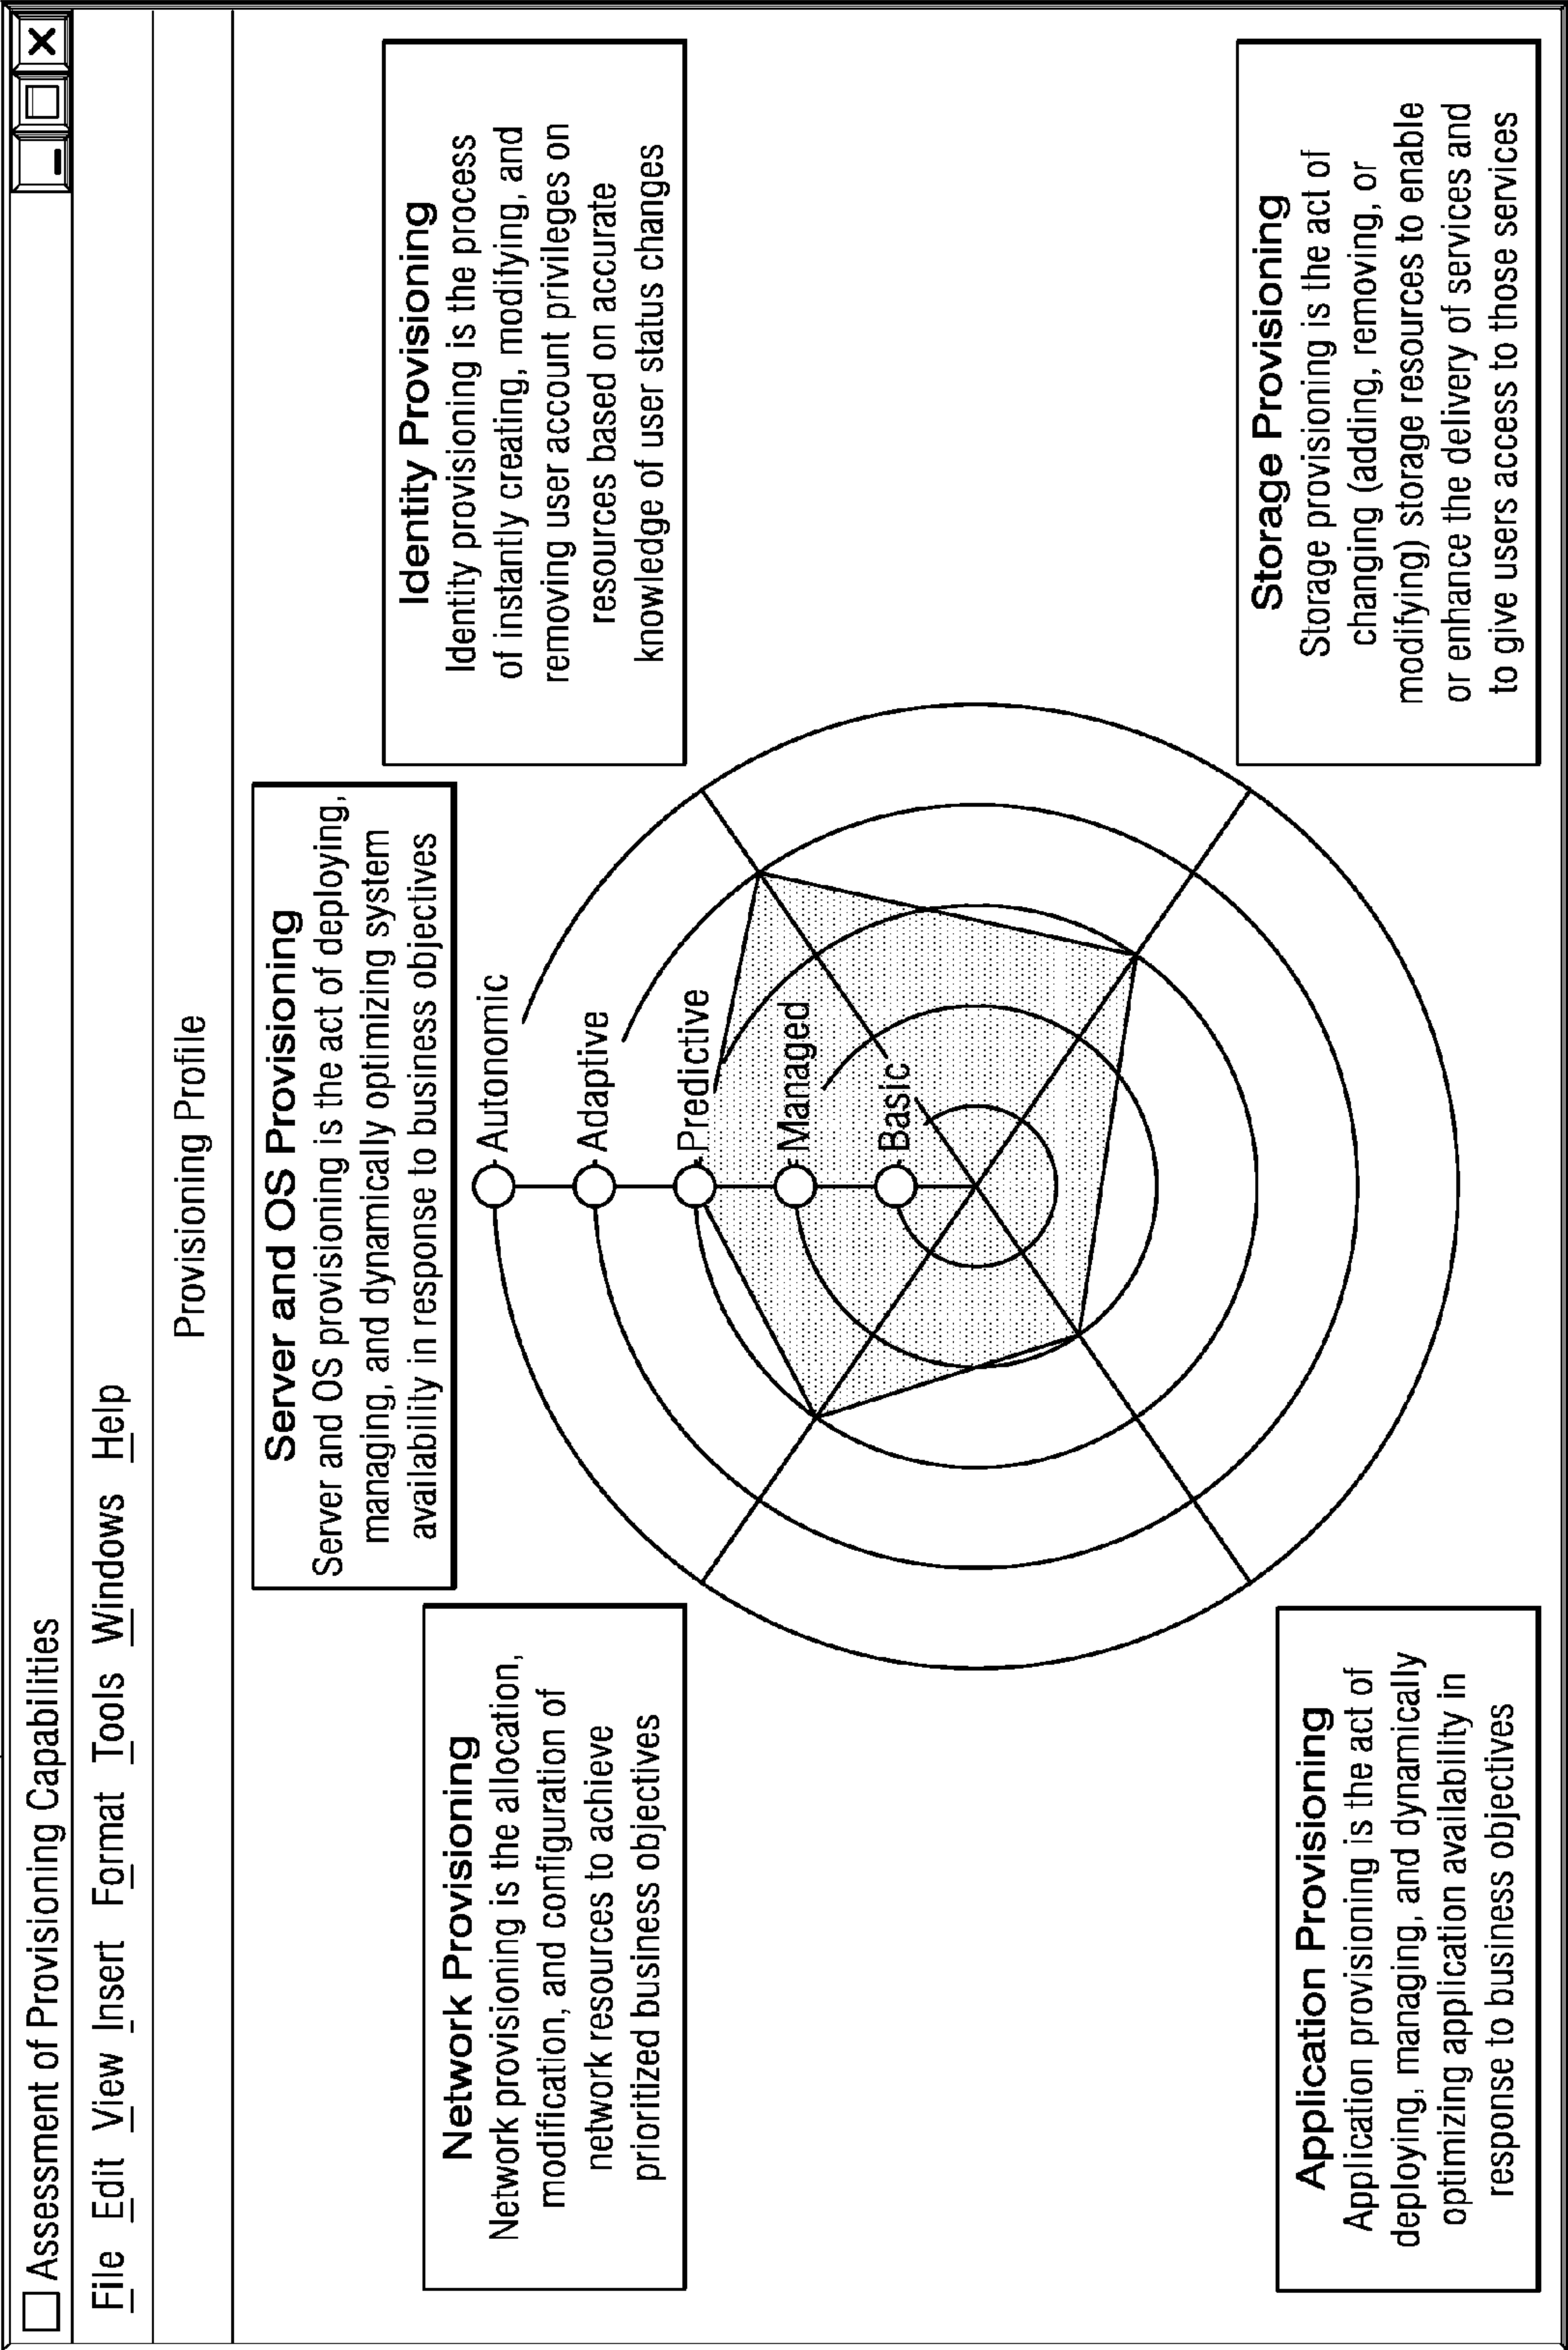 Assessment of Provisioning Capabilities
File Edit View Insert Format Tools Windows Help
Provisioning Profile
Server and OS Provisioning
Server and OS provisioning is the act of deploying,
managing, and dynamically optimizing system
availability in response to business objectives
Network Provisioning
Network provisioning is the allocation,
modification, and configuration of
network resources to achieve
prioritized business objectives
Identity Provisioning
Identity provisioning is the process
of instantly creating, modifying, and
removing user account privileges on
resources based on accurate
knowledge of user status changes
Autonomic
Adaptive
Predictive
Managed
Basic
Application Provisioning
Application provisioning is the act of
deploying, managing, and dynamically
optimizing application availability in
response to business objectives
Storage Provisioning
Storage provisioning is the act of
changing (adding, removing, or
modifying) storage resources to enable
or enhance the delivery of services and
to give users access to those services